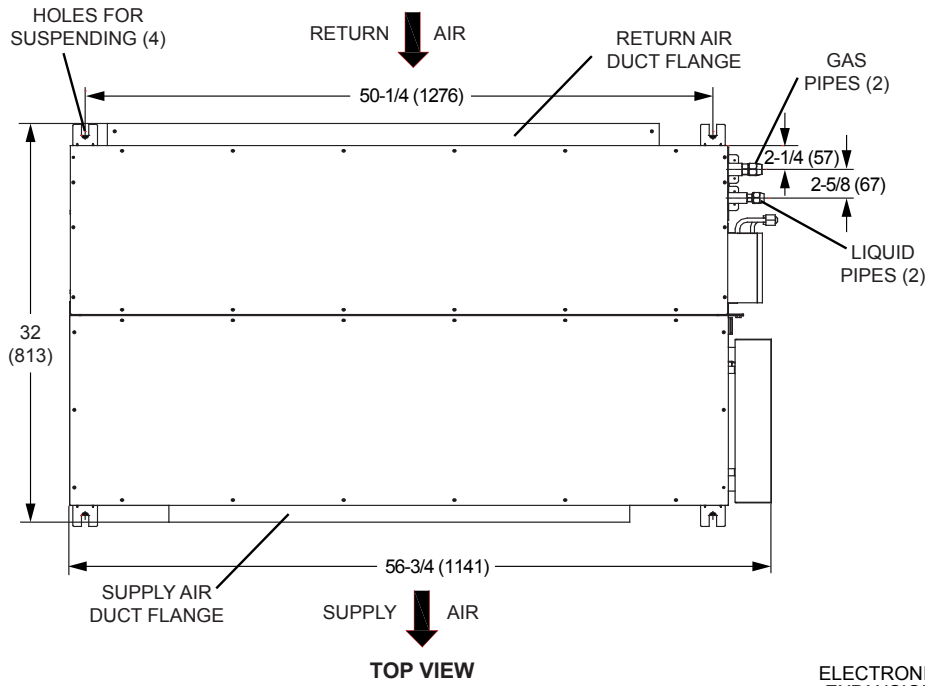 HOLES FOR
SUSPENDING (4)
RETURN AIR
RETURN AIR
DUCT FLANGE
GAS
PIPES (2)
50-1/4 (1276)
2-1/4 (57)
2-5/8 (67)
LIQUID
PIPES (2)
32
(813)
56-3/4 (1141)
SUPPLY AIR
DUCT FLANGE
SUPPLY AIR
TOP VIEW